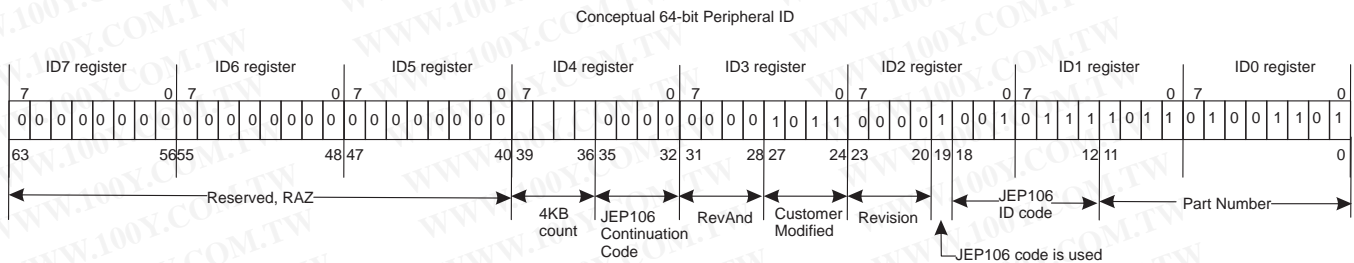 Conceptual 64-bit Peripheral ID
ID7 register ID6 register ID5 register ID4 register ID3 register ID2 register ID1 register ID0 register
7 0 7 0 7 0 7 0 7 0 7 0 7 0 7 0
0 0 0 0 0 0 0 0 0 0 0 0 0 0 0 0 0 0 0 0 0 0 0 0 0 0 0 0 0 0 0 0 1 0 1 1 0 0 0 0 1 0 0 1 0 1 1 1 1 0 1 1 0 1 0 0 1 1 0 1
63 56 55 48 47 40 39 36 35 32 31 28 27 24 23 20 19 18 12 11 0
Reserved, RAZ
4KB
count
JEP106
Continuation
Code
RevAnd
Customer
Modified
Revision
JEP106
ID code
Part Number
JEP106 code is used
WWW.100Y.COM.TW